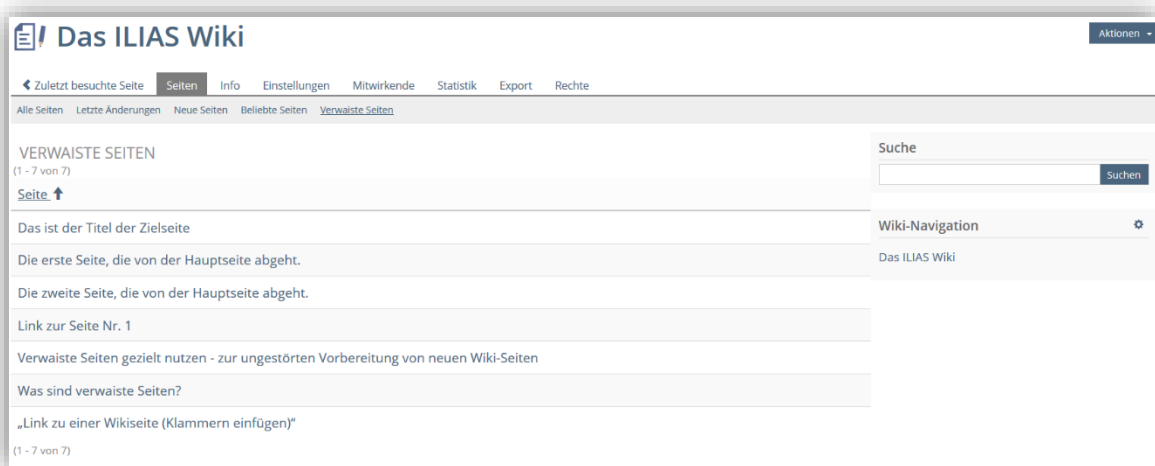 Das ILIAS Wiki
Aktionen
Zuletzt besuchte Seite Seiten Info Einstellungen Mitwirkende Statistik Export Rechte
Alle Seiten Letzte Änderungen Neue Seiten Beliebte Seiten Verwaiste Seiten
VERWAISTE SEITEN
(1 - 7 von 7)
Seite
Das ist der Titel der Zielseite
Die erste Seite, die von der Hauptseite abgeht.
Die zweite Seite, die von der Hauptseite abgeht.
Link zur Seite Nr. 1
Verwaiste Seiten gezielt nutzen - zur ungestörten Vorbereitung von neuen Wiki-Seiten
Was sind verwaiste Seiten?
„Link zu einer Wikiseite (Klammern einfügen)“
(1 - 7 von 7)
Suche
Suchen
Wiki-Navigation
Das ILIAS Wiki